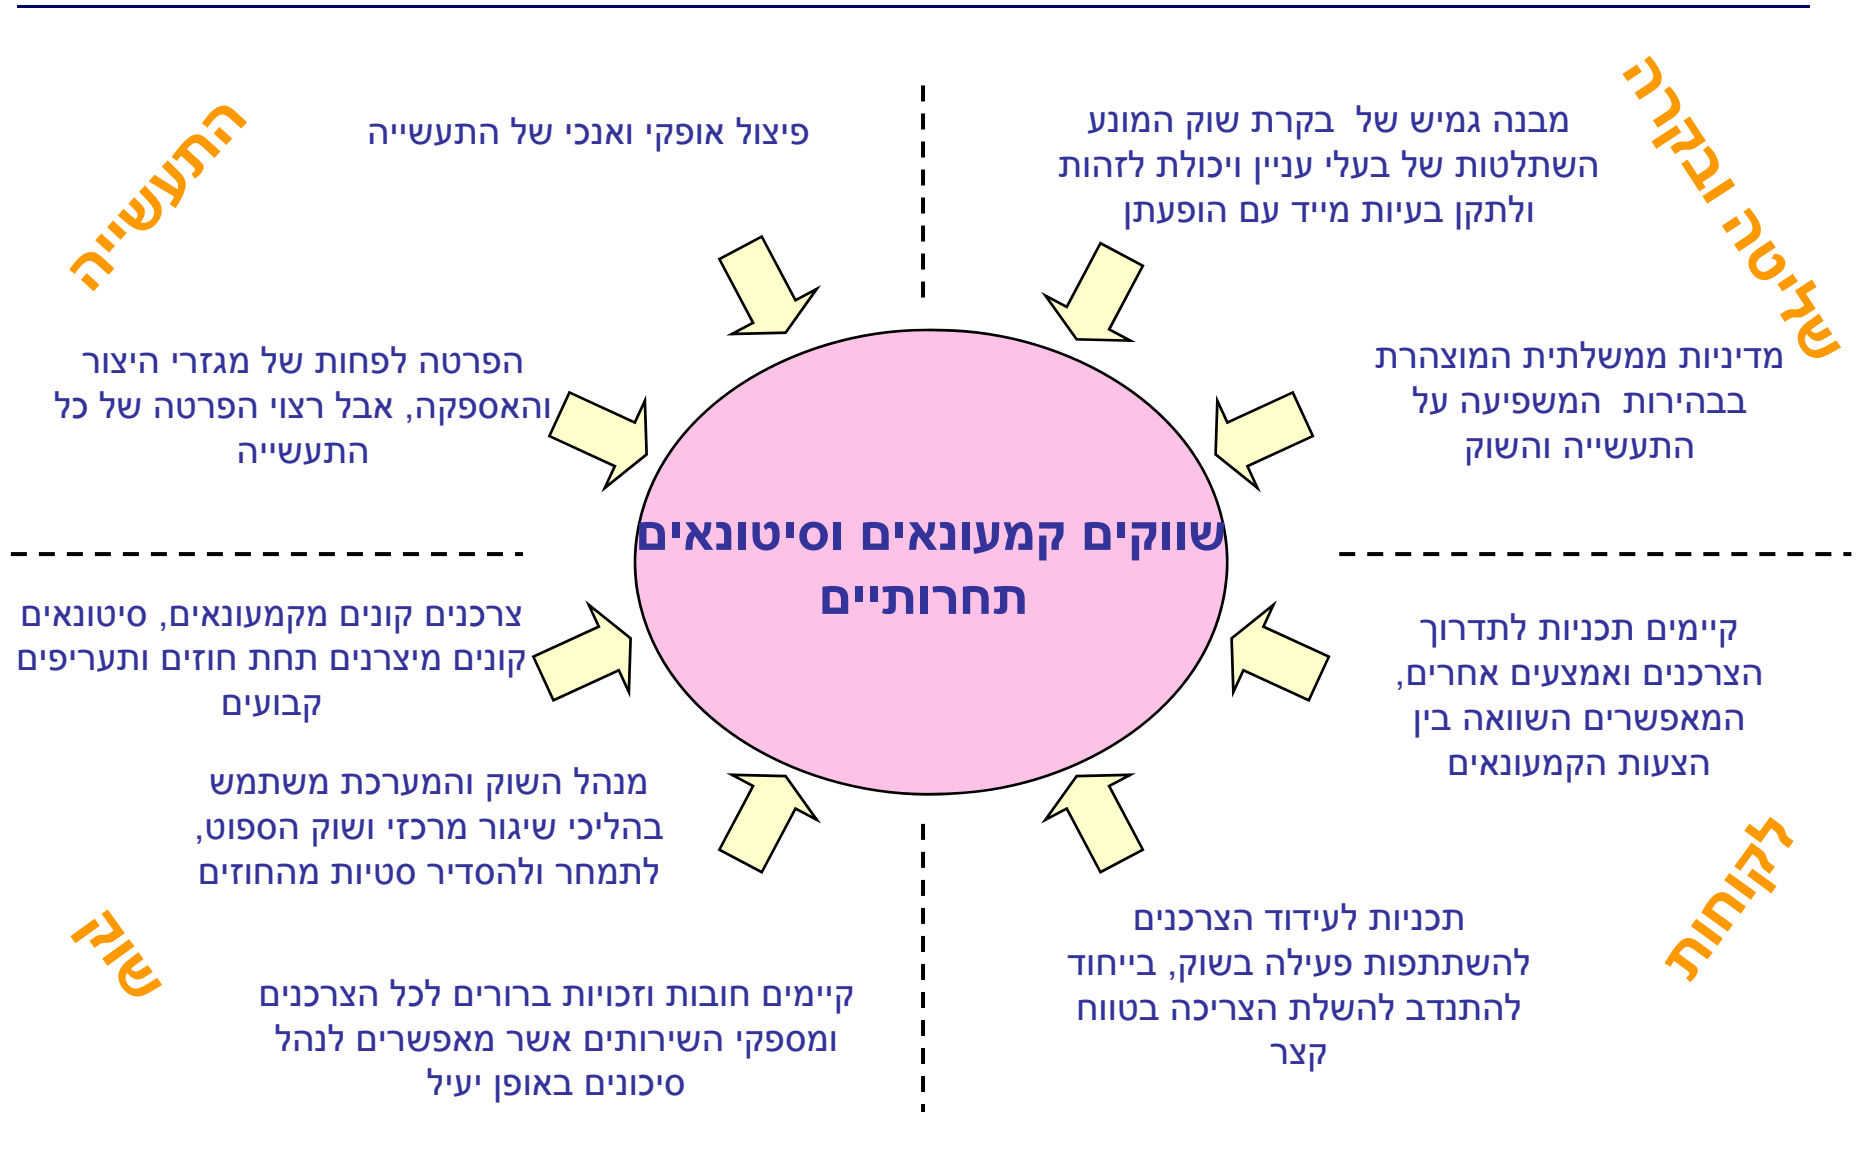 שליטה ובקרה
מבנה גמיש של  בקרת שוק המונע
השתלטות של בעלי עניין ויכולת לזהות
ולתקן בעיות מייד עם הופעתן
מדיניות ממשלתית המוצהרת
בבהירות  המשפיעה על
התעשייה והשוק
התעשייה
פיצול אופקי ואנכי של התעשייה
הפרטה לפחות של מגזרי היצור
והאספקה, אבל רצוי הפרטה של כל
התעשייה
שווקים קמעונאים וסיטונאים
תחרותיים
קיימים תכניות לתדרוך
הצרכנים ואמצעים אחרים,
המאפשרים השוואה בין
הצעות הקמעונאים
לקוחות
תכניות לעידוד הצרכנים
להשתתפות פעילה בשוק, בייחוד
להתנדב להשלת הצריכה בטווח
קצר
צרכנים קונים מקמעונאים, סיטונאים
קונים מיצרנים תחת חוזים ותעריפים
קבועים
מנהל השוק והמערכת משתמש
בהליכי שיגור מרכזי ושוק הספוט,
לתמחר ולהסדיר סטיות מהחוזים
שוק
קיימים חובות וזכויות ברורים לכל הצרכנים
ומספקי השירותים אשר מאפשרים לנהל
סיכונים באופן יעיל